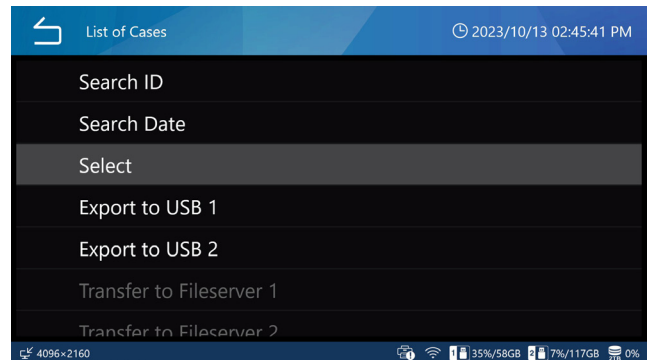 List of Cases
2023/10/13 02:45:41 PM
Search ID
Search Date
Select
Export to USB 1
Export to USB 2
Transfer to Fileserver 1
Transfer to Fileserver 2
4096×2160
1 35%/58GB 2 7%/117GB 2TB 0%